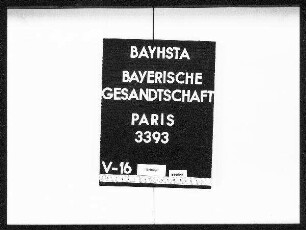 BAYHSTA
BAYERISCHE
GESANDTSCHAFT
PARIS
3393
V-16